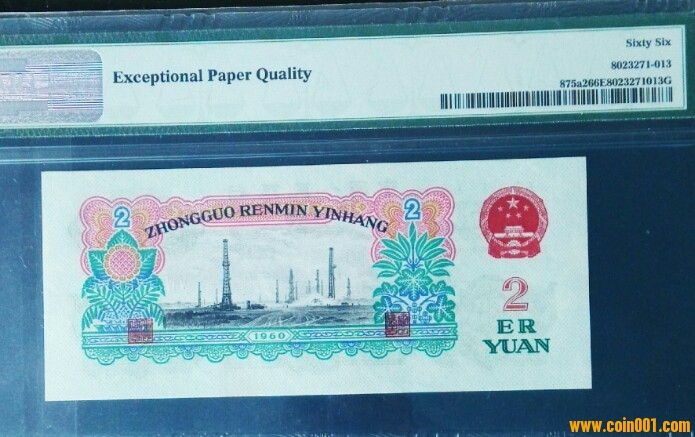 Sixty Six
Exceptional Paper Quality
8023271-013
875a266E8023271013G
2
2
ZHONGGUO RENMIN YINHANG
2
ER
YUAN
1960
www.coin001.com